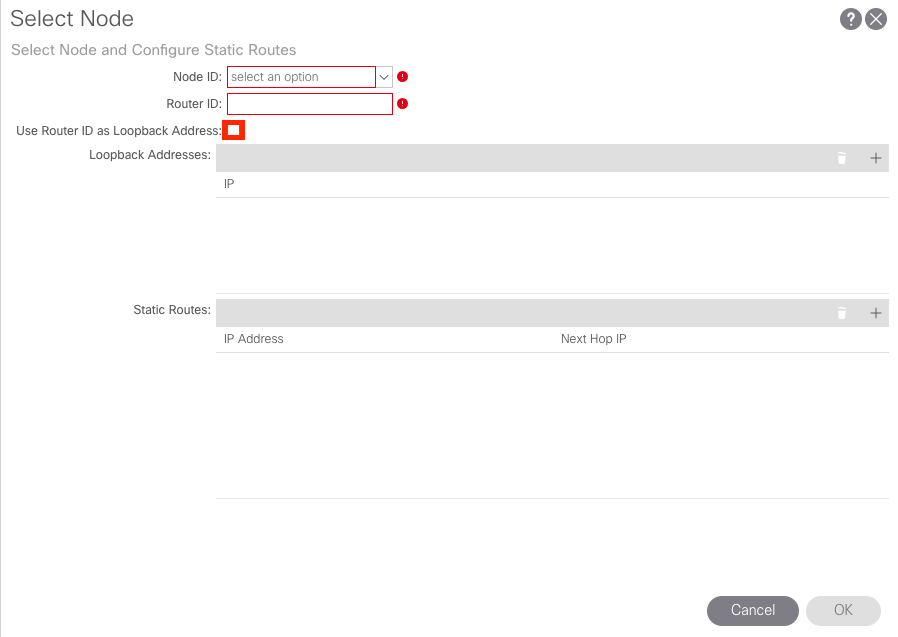 Select Node
Select Node and Configure Static Routes
Node ID: select an option
Router ID:
Use Router ID as Loopback Address:
Loopback Addresses:
IP
Static Routes:
IP Address Next Hop IP
Cancel OK